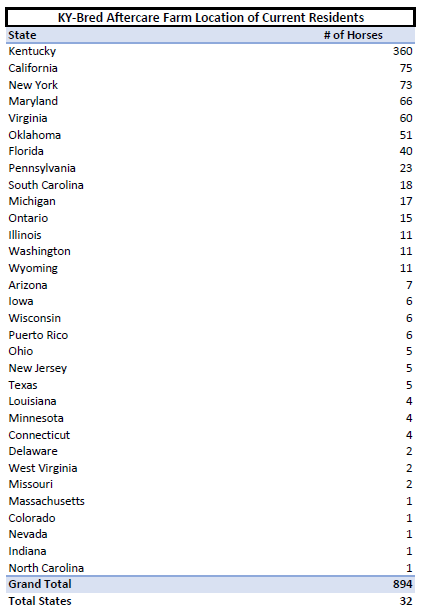 KY-Bred Aftercare Farm Location of Current Residents
State # of Horses
Kentucky 360
California 75
New York 73
Maryland 66
Virginia 60
Oklahoma 51
Florida 40
Pennsylvania 23
South Carolina 18
Michigan 17
Ontario 15
Illinois 11
Washington 11
Wyoming 11
Arizona 7
Iowa 6
Wisconsin 6
Puerto Rico 6
Ohio 5
New Jersey 5
Texas 5
Louisiana 4
Minnesota 4
Connecticut 4
Delaware 2
West Virginia 2
Missouri 2
Massachusetts 1
Colorado 1
Nevada 1
Indiana 1
North Carolina 1
Grand Total 894
Total States 32